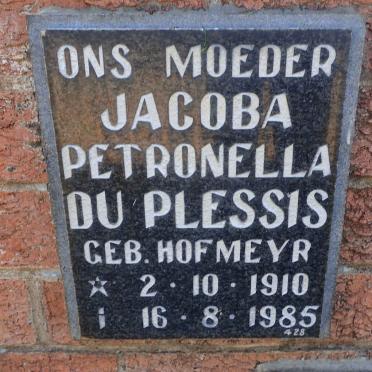 ONS MOEDER
JACOBA
PETRONELLA
DU PLESSIS
GEB. HOFMEYR
☆ 2 · 10 · 1910
† 16 · 8 · 1985
428